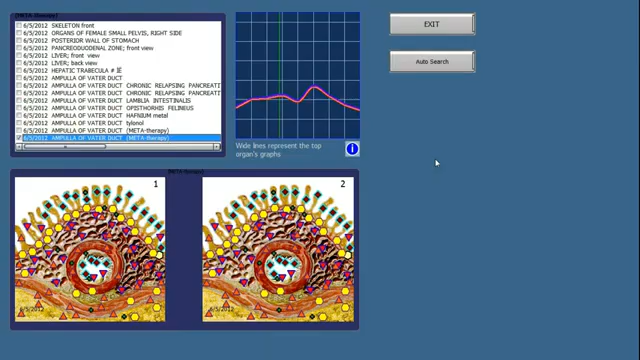 (META-therapy)
6/5/2012 SKELETON front
6/5/2012 ORGANS OF FEMALE SMALL PELVIS, RIGHT SIDE
6/5/2012 POSTERIOR WALL OF STOMACH
6/5/2012 PANCREODUODENAL ZONE; front view
6/5/2012 LIVER; front view
6/5/2012 LIVER; back view
6/5/2012 HEPATIC TRABECULA # IË
6/5/2012 AMPULLA OF VATER DUCT
6/5/2012 AMPULLA OF VATER DUCT CHRONIC RELAPSING PANCREATI
6/5/2012 AMPULLA OF VATER DUCT CHRONIC RELAPSING PANCREATI
6/5/2012 AMPULLA OF VATER DUCT LAMBLIA INTESTINALIS
6/5/2012 AMPULLA OF VATER DUCT OPISTHORHIS FELINEUS
6/5/2012 AMPULLA OF VATER DUCT HAFNIUM metal
6/5/2012 AMPULLA OF VATER DUCT tylonol
6/5/2012 AMPULLA OF VATER DUCT (META-therapy)
6/5/2012 AMPULLA OF VATER DUCT (META-therapy)
Wide lines represent the top
organ's graphs
i
EXIT
Auto Search
(META-therapy)
1
2
6/5/2012
6/5/2012